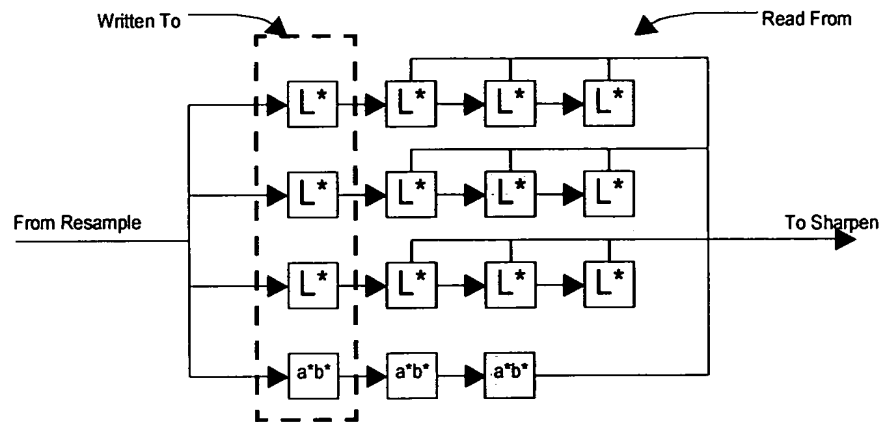 Written To
Read From
L* L* L* L*
L* L* L* L*
From Resample
To Sharpen
L* L* L* L*
a*b* a*b* a*b*